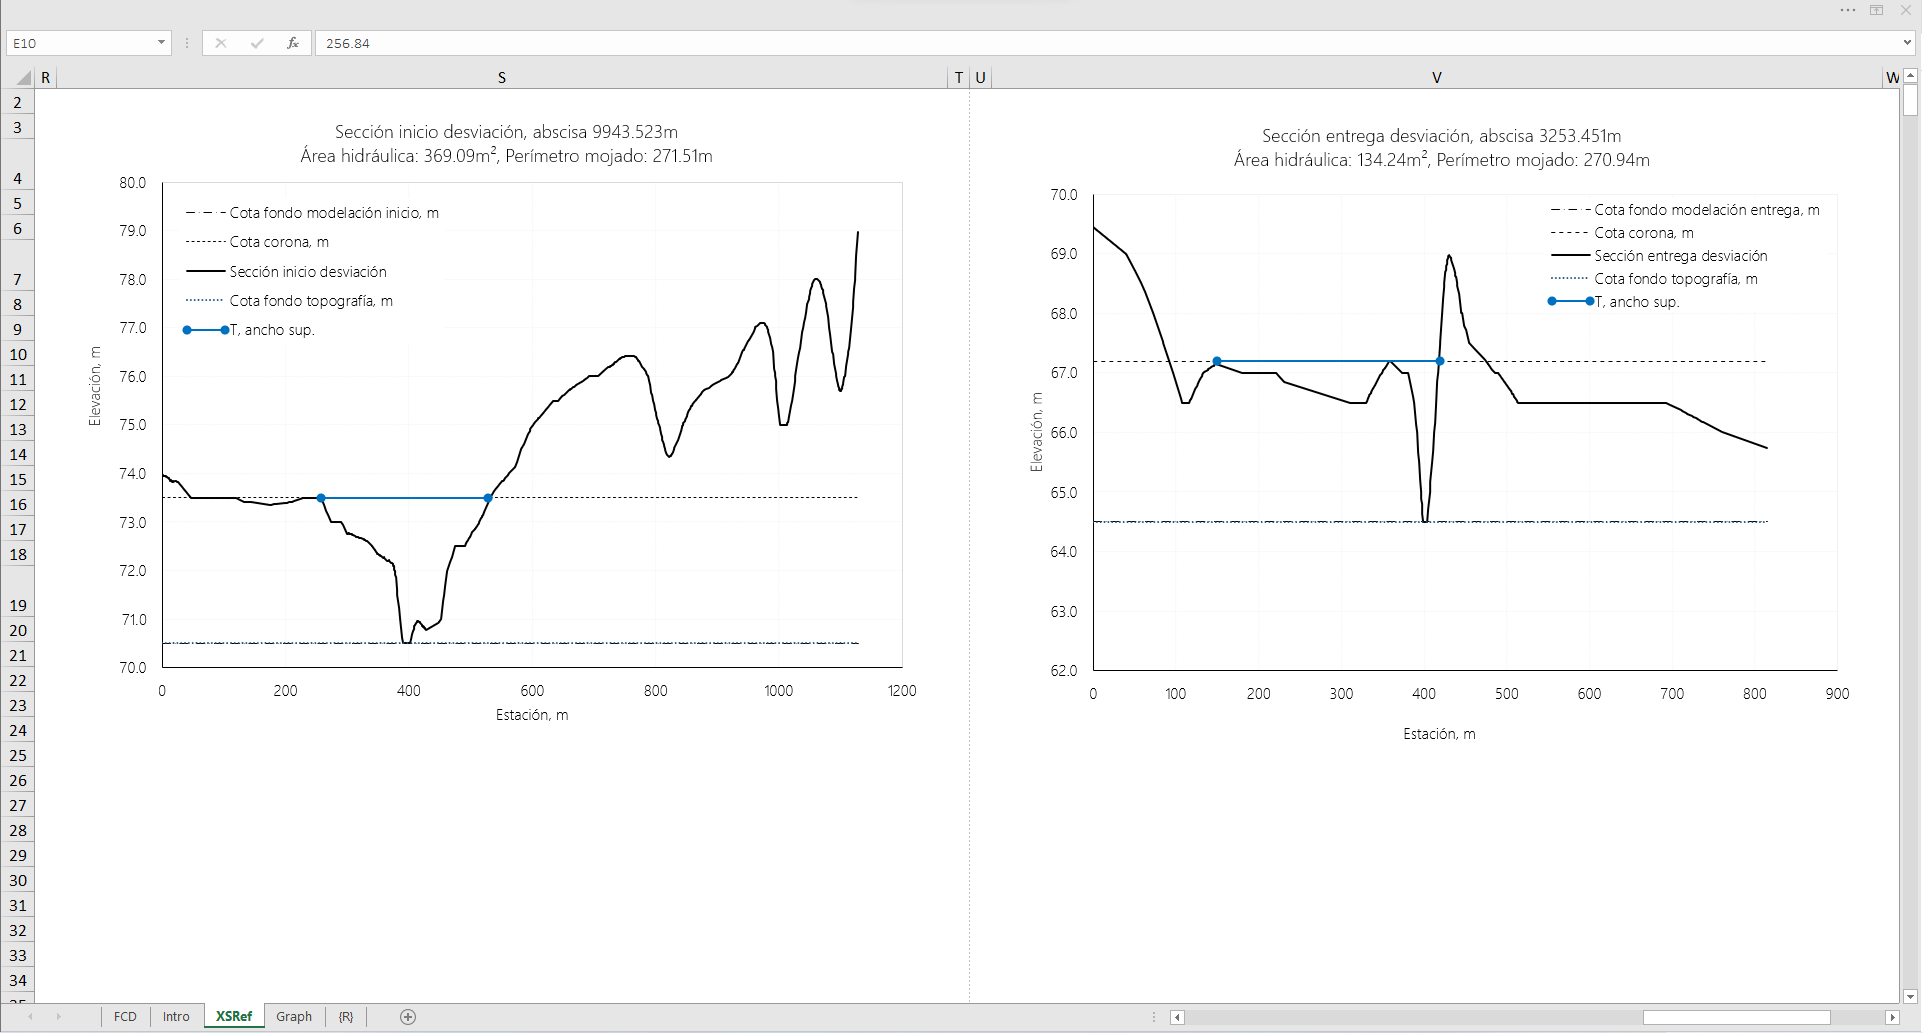 E10
fx
256.84
R
S
T
U
V
W
2
3
4
5
6
7
8
9
10
11
12
13
14
15
16
17
18
19
20
21
22
23
24
25
26
27
28
29
30
31
32
33
34
Sección inicio desviación, abscisa 9943.523m
Área hidráulica: 369.09m², Perímetro mojado: 271.51m
80.0
79.0
78.0
77.0
76.0
75.0
74.0
73.0
72.0
71.0
70.0
Elevación, m
Cota fondo modelación inicio, m
Cota corona, m
Sección inicio desviación
Cota fondo topografía, m
T, ancho sup.
0 200 400 600 800 1000 1200
Estación, m
Sección entrega desviación, abscisa 3253.451m
Área hidráulica: 134.24m², Perímetro mojado: 270.94m
70.0
69.0
68.0
67.0
66.0
65.0
64.0
63.0
62.0
Elevación, m
Cota fondo modelación entrega, m
Cota corona, m
Sección entrega desviación
Cota fondo topografía, m
T, ancho sup.
0 100 200 300 400 500 600 700 800 900
Estación, m
FCD Intro XSRef Graph {R}